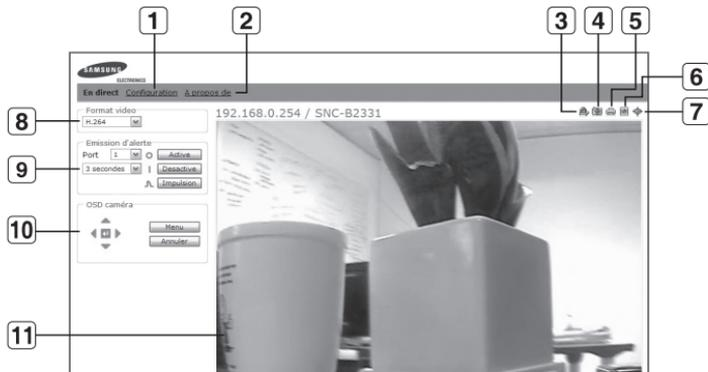 1 2 3 4 5
6
7
8
9
10
11
SAMSUNG
ELECTRONICS
En direct Configuration A propos de
192.168.0.254 / SNC-B2331
Format video
H.264
Emission d'alerte
Port 1 Active
3 secondes Desactive
Impulsion
OSD caméra
Menu
Annuler